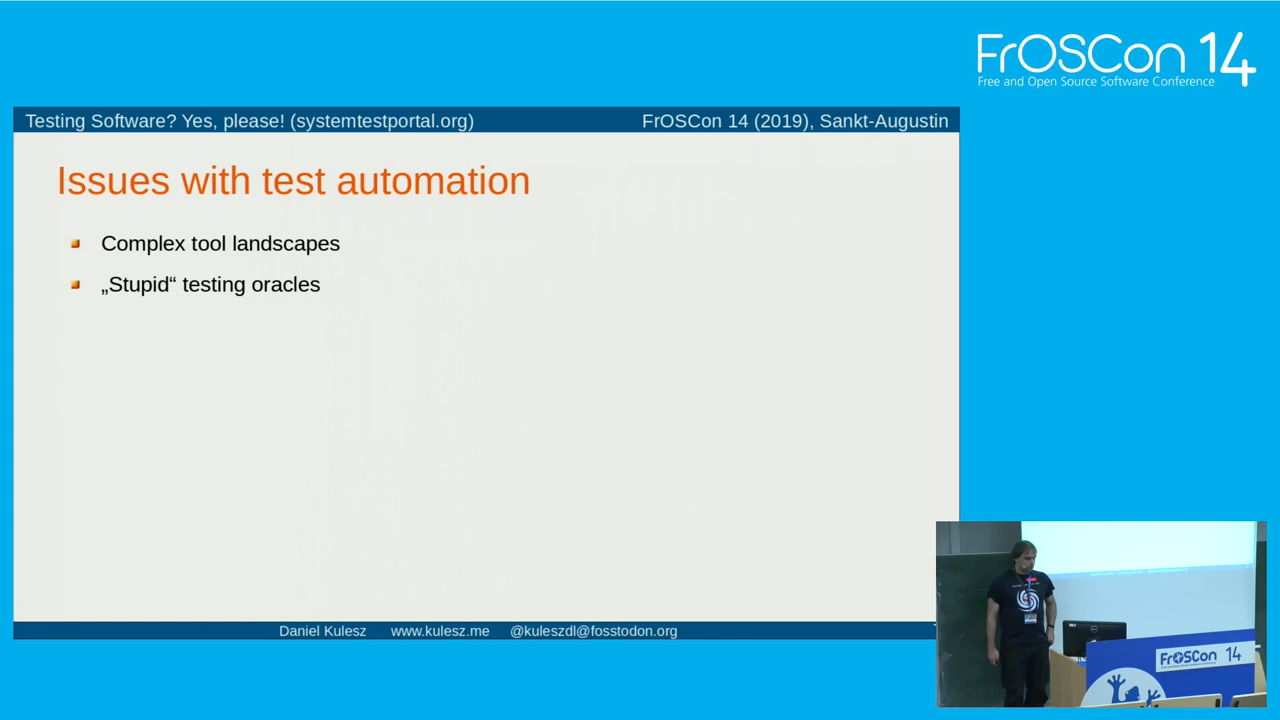 FrOSCon 14
Free and Open Source Software Conference
Testing Software? Yes, please! (systemtestportal.org)
FrOSCon 14 (2019), Sankt-Augustin
Issues with test automation
Complex tool landscapes
„Stupid“ testing oracles
Daniel Kulesz www.kulesz.me @kuleszdl@fosstodon.org
FrOSCon 14